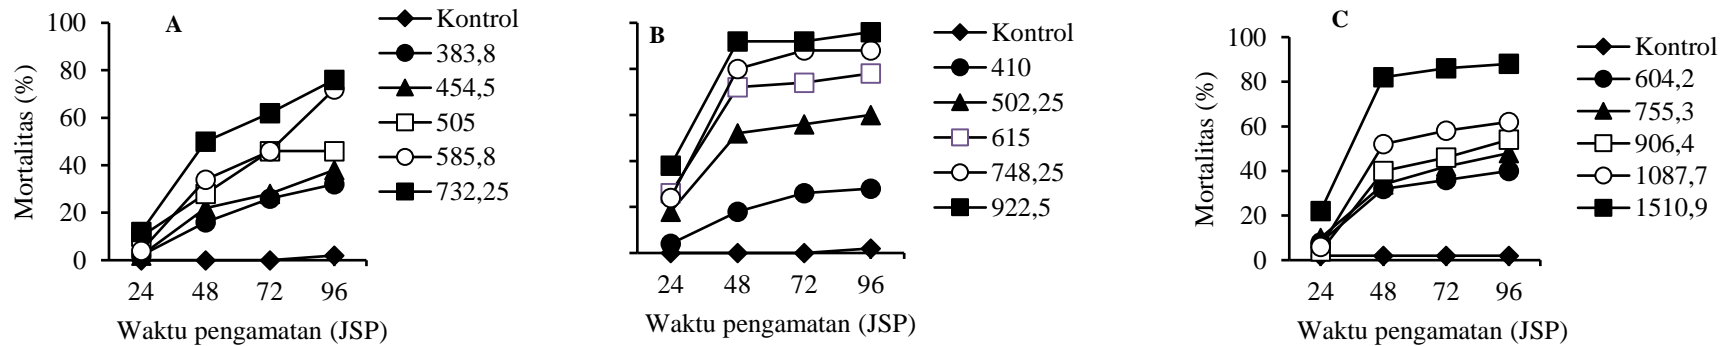 A
Mortalitas (%)
100
80
60
40
20
0
24 48 72 96
Waktu pengamatan (JSP)
Kontrol
383,8
454,5
505
585,8
732,25
B
24 48 72 96
Waktu pengamatan (JSP)
Kontrol
410
502,25
615
748,25
922,5
C
Mortalitas (%)
100
80
60
40
20
0
24 48 72 96
Waktu pengamatan (JSP)
Kontrol
604,2
755,3
906,4
1087,7
1510,9